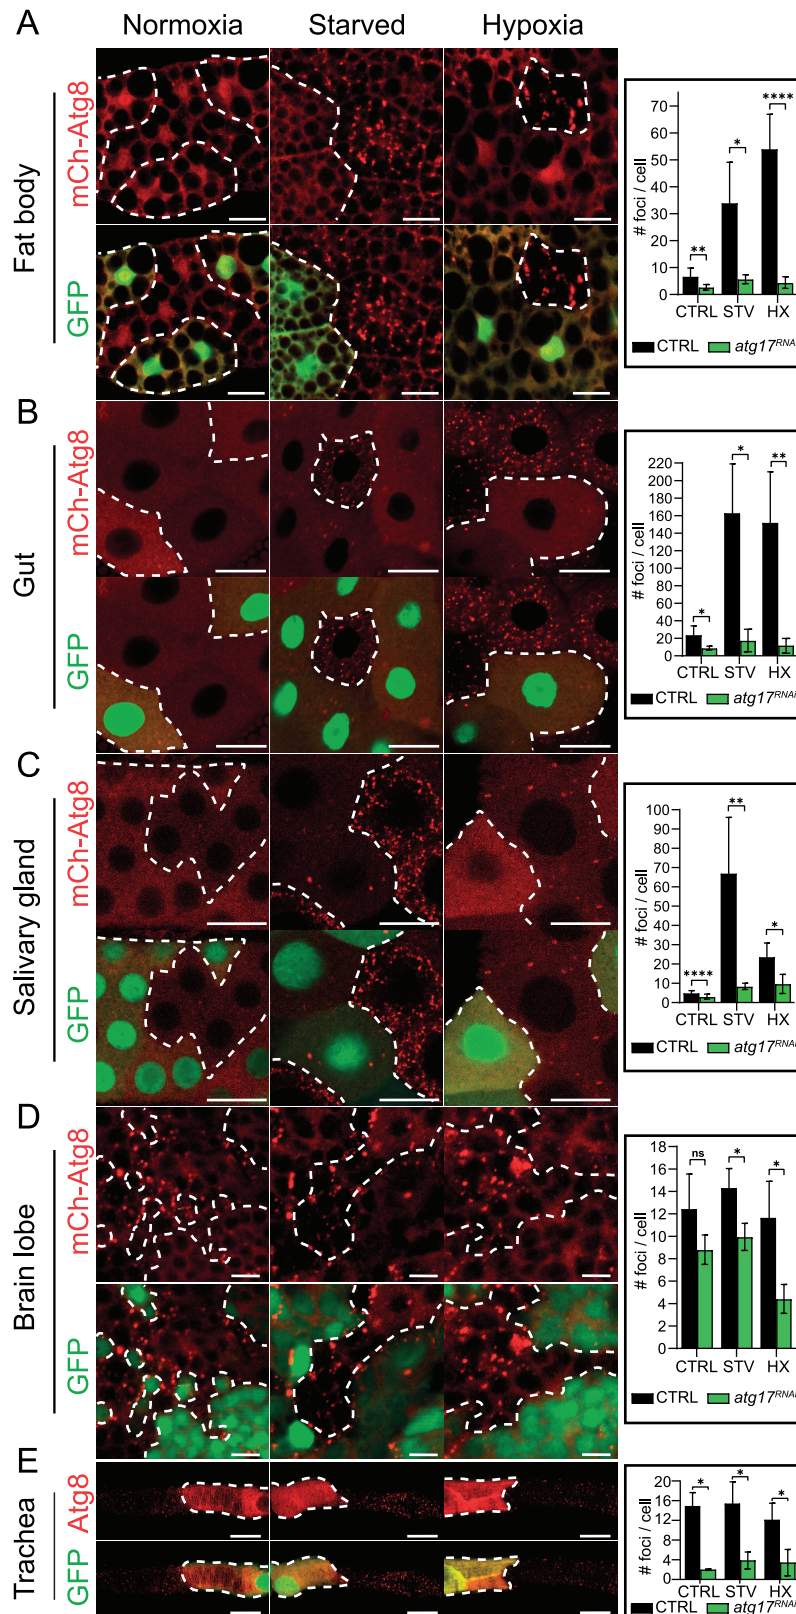 A
Normoxia
Starved
Hypoxia
Fat body
mCh-Atg8
GFP
# foci / cell
70
60
50
40
30
20
10
0
**
*
****
CTRL STV HX
CTRL atg17RNAi
B
Gut
mCh-Atg8
GFP
# foci / cell
220
200
180
160
140
120
100
80
60
40
20
0
*
*
**
CTRL STV HX
CTRL atg17RNAi
C
Salivary gland
mCh-Atg8
GFP
# foci / cell
100
90
80
70
60
50
40
30
20
10
0
****
**
*
CTRL STV HX
CTRL atg17RNAi
D
Brain lobe
mCh-Atg8
GFP
# foci / cell
18
16
14
12
10
8
6
4
2
0
ns
*
*
CTRL STV HX
CTRL atg17RNAi
E
Trachea
Atg8
GFP
# foci / cell
20
16
12
8
4
0
*
*
*
CTRL STV HX
CTRL atg17RNAi